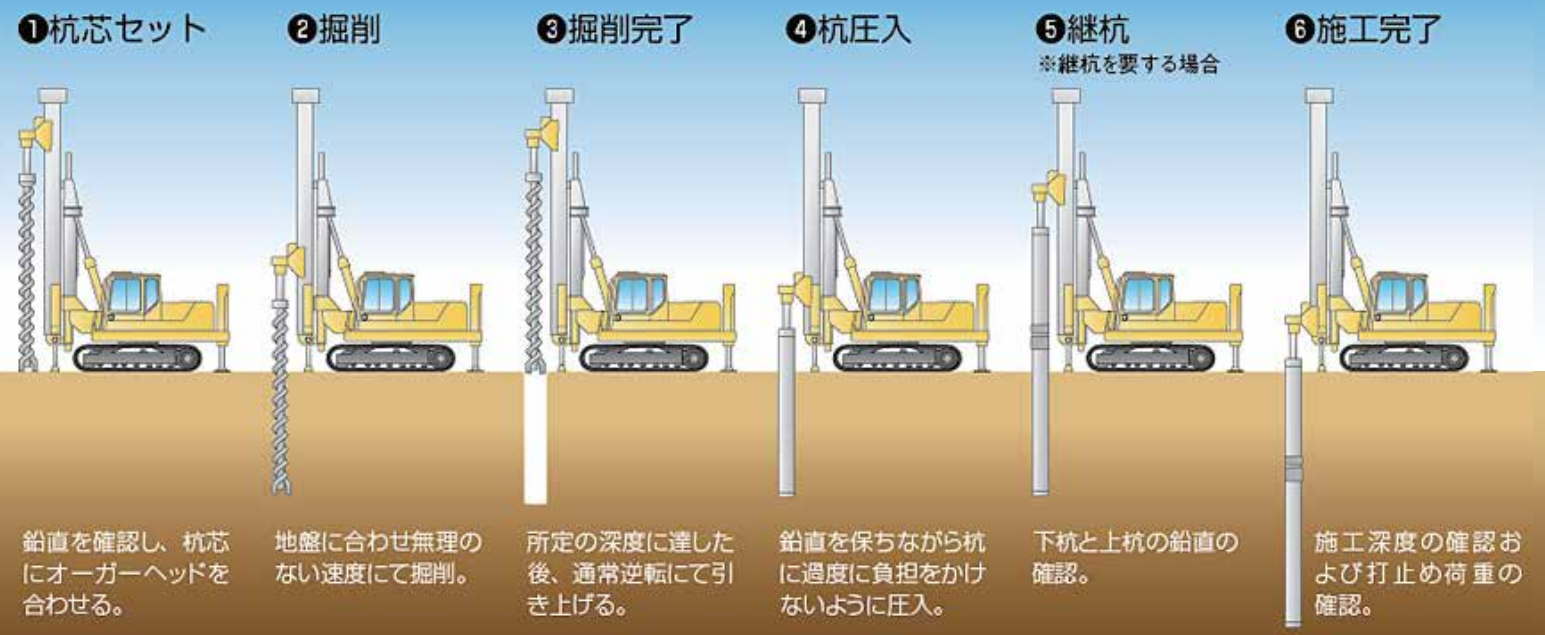 ❶杭芯セット
鉛直を確認し、杭芯
にオーガーヘッドを
合わせる。
❷掘削
地盤に合わせ無理の
ない速度にて掘削。
❸掘削完了
所定の深度に達した
後、通常逆転にて引
き上げる。
❹杭圧入
鉛直を保ちながら杭
に過度に負担をかけ
ないように圧入。
❺継杭
※継杭を要する場合
下杭と上杭の鉛直の
確認。
❻施工完了
施工深度の確認お
よび打止め荷重の
確認。